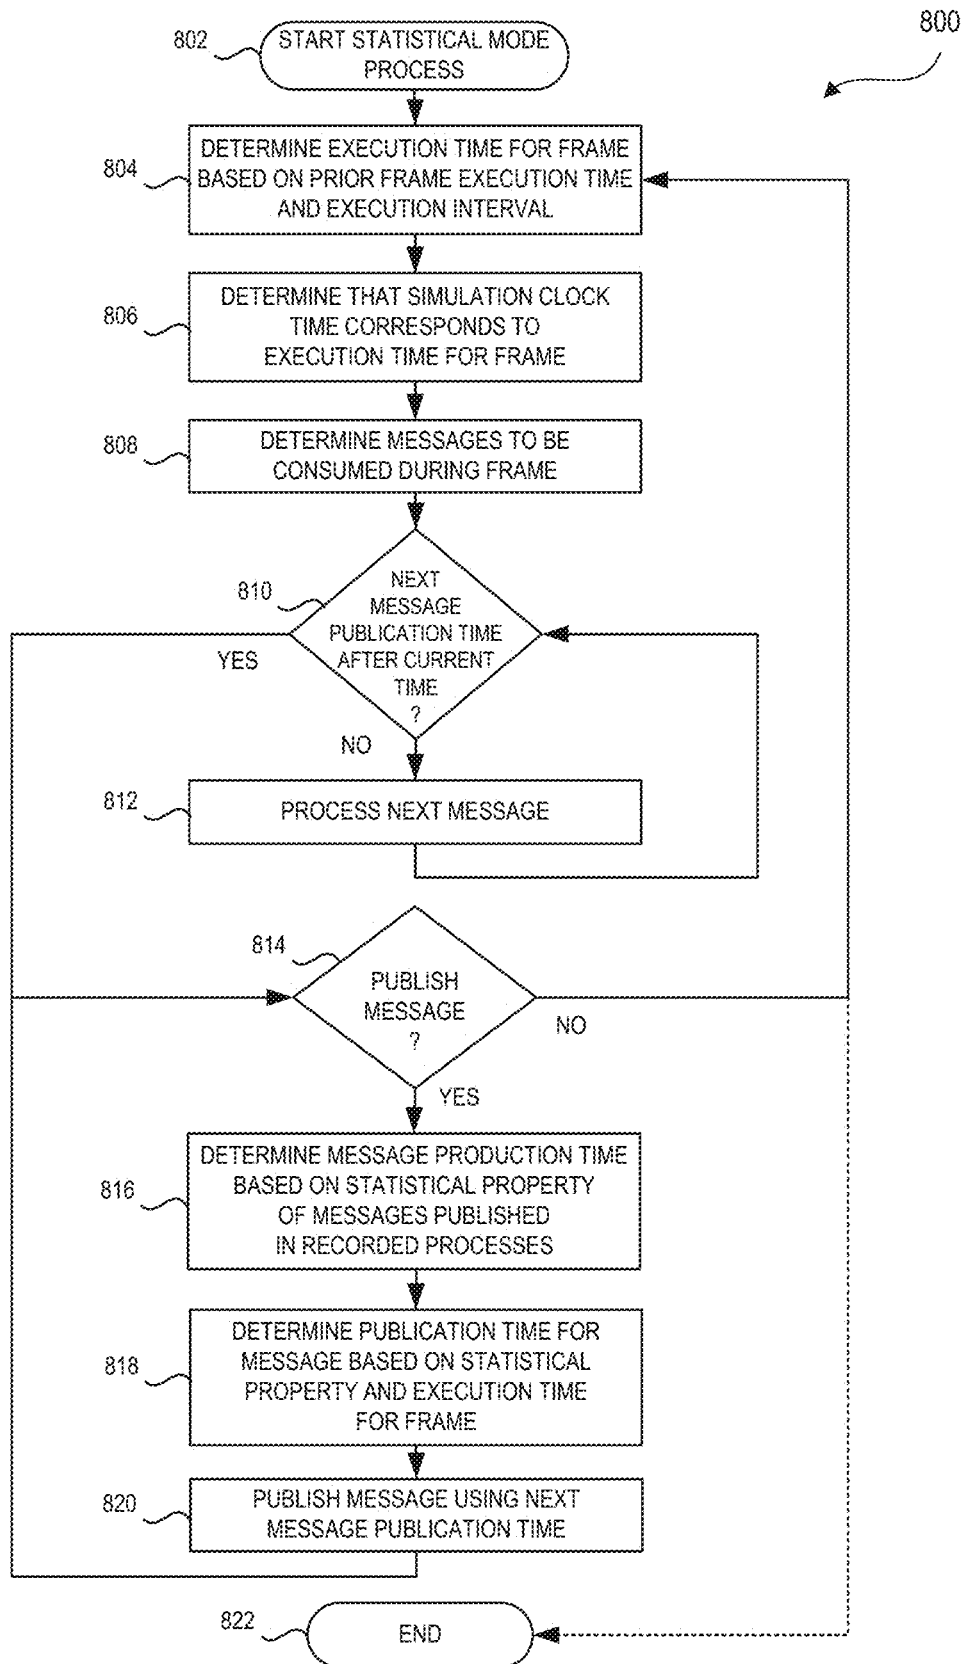 800
802
START STATISTICAL MODE
PROCESS
804
DETERMINE EXECUTION TIME FOR FRAME
BASED ON PRIOR FRAME EXECUTION TIME
AND EXECUTION INTERVAL
806
DETERMINE THAT SIMULATION CLOCK
TIME CORRESPONDS TO
EXECUTION TIME FOR FRAME
808
DETERMINE MESSAGES TO BE
CONSUMED DURING FRAME
810
NEXT
MESSAGE
PUBLICATION TIME
AFTER CURRENT
TIME
?
YES
NO
812
PROCESS NEXT MESSAGE
814
PUBLISH
MESSAGE
?
NO
YES
816
DETERMINE MESSAGE PRODUCTION TIME
BASED ON STATISTICAL PROPERTY
OF MESSAGES PUBLISHED
IN RECORDED PROCESSES
818
DETERMINE PUBLICATION TIME FOR
MESSAGE BASED ON STATISTICAL
PROPERTY AND EXECUTION TIME
FOR FRAME
820
PUBLISH MESSAGE USING NEXT
MESSAGE PUBLICATION TIME
822
END